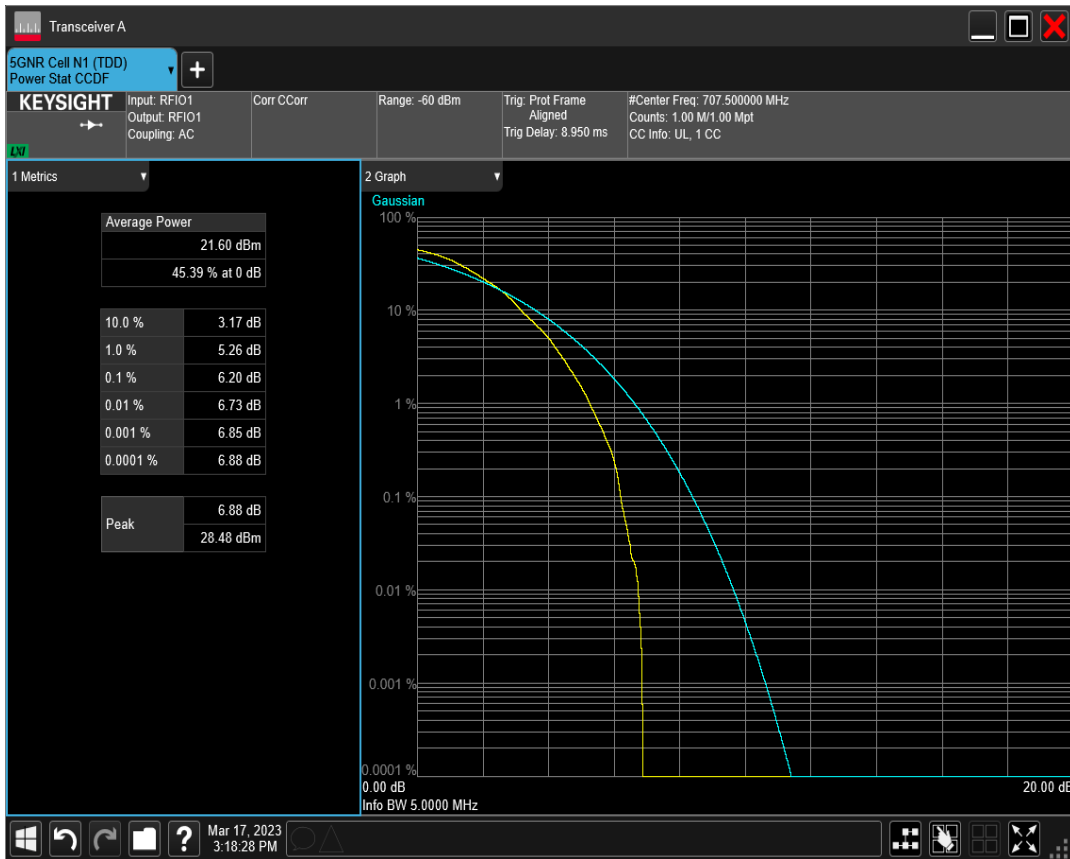 Transceiver A
5GNR Cell N1 (TDD)
Power Stat CCDF
KEYSIGHT
LXI
Input: RFIO1
Output: RFIO1
Coupling: AC
Corr CCorr
Range: -60 dBm
Trig: Prot Frame
Aligned
Trig Delay: 8.950 ms
#Center Freq: 707.500000 MHz
Counts: 1.00 M/1.00 Mpt
CC Info: UL, 1 CC
1 Metrics
Average Power
21.60 dBm
45.39 % at 0 dB
10.0 % 3.17 dB
1.0 % 5.26 dB
0.1 % 6.20 dB
0.01 % 6.73 dB
0.001 % 6.85 dB
0.0001 % 6.88 dB
Peak 6.88 dB
28.48 dBm
2 Graph
Gaussian
100 %
10 %
1 %
0.1 %
0.01 %
0.001 %
0.0001 %
0.00 dB 20.00 dB
Info BW 5.0000 MHz
Mar 17, 2023
3:18:28 PM